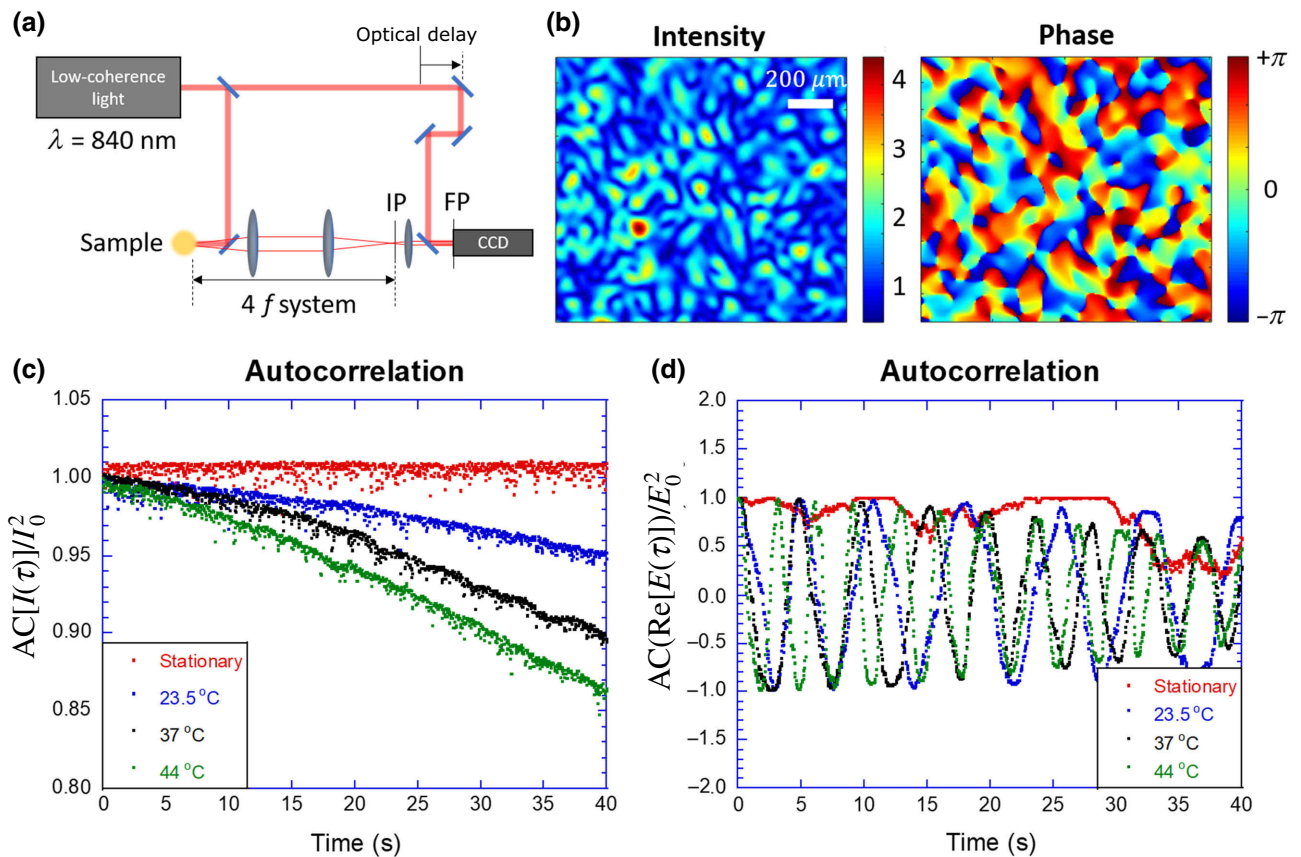 (a)
Optical delay
Low-coherence
light
λ = 840 nm
IP
FP
Sample
CCD
4 f system
(b)
Intensity
Phase
200 μm
4
3
2
1
+π
0
−π
(c)
Autocorrelation
AC[I(τ)]/I₀²
1.05
1.00
0.95
0.90
0.85
0.80
Stationary
23.5 °C
37 °C
44 °C
0 5 10 15 20 25 30 35 40
Time (s)
(d)
Autocorrelation
AC(Re[E(τ)])/E₀²
2.0
1.5
1.0
0.5
0.0
−0.5
−1.0
−1.5
−2.0
Stationary
23.5 °C
37 °C
44 °C
0 5 10 15 20 25 30 35 40
Time (s)